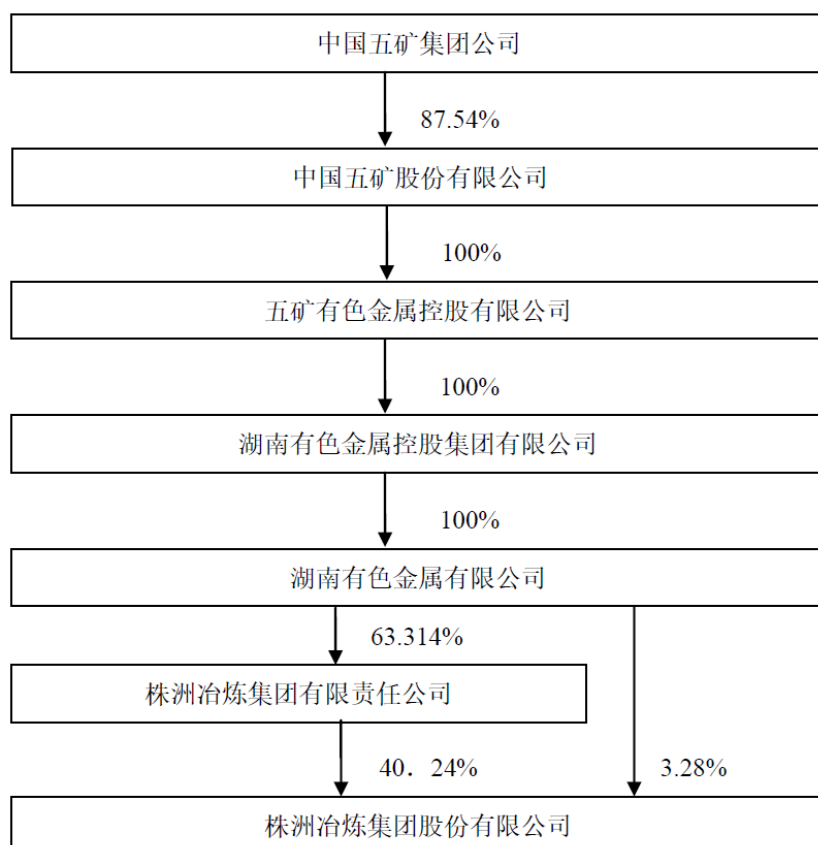 中国五矿集团公司
87.54%
中国五矿股份有限公司
100%
五矿有色金属控股有限公司
100%
湖南有色金属控股集团有限公司
100%
湖南有色金属有限公司
63.314%
株洲冶炼集团有限责任公司
40．24% 3.28%
株洲冶炼集团股份有限公司